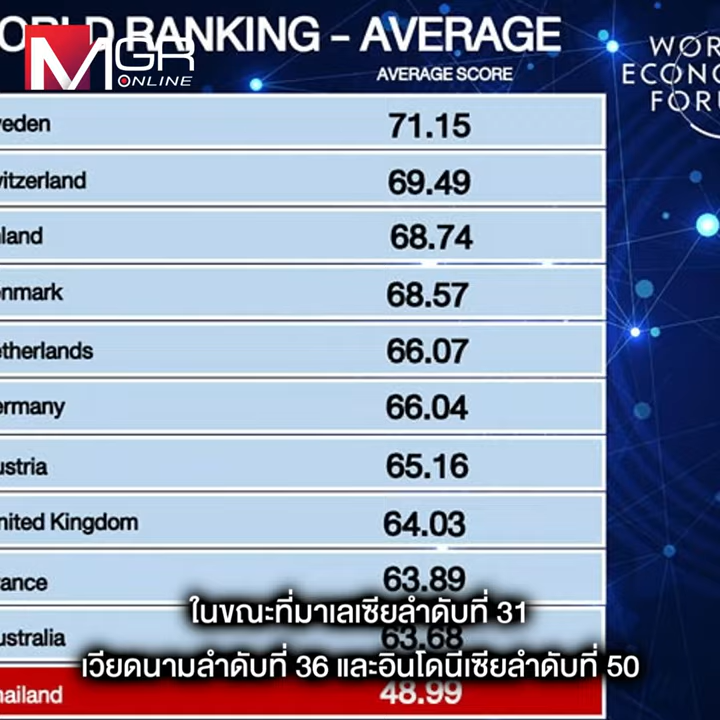 ORLD RANKING – AVERAGE
MGR
ONLINE
AVERAGE SCORE
WOR
ECONO
FORU
eden 71.15
itzerland 69.49
land 68.74
nmark 68.57
etherlands 66.07
ermany 66.04
ustria 65.16
nited Kingdom 64.03
ance 63.89
ustralia 63.68
hailand 48.99
ในขณะที่มาเลเซียลำดับที่ 31
เวียดนามลำดับที่ 36 และอินโดนีเซียลำดับที่ 50